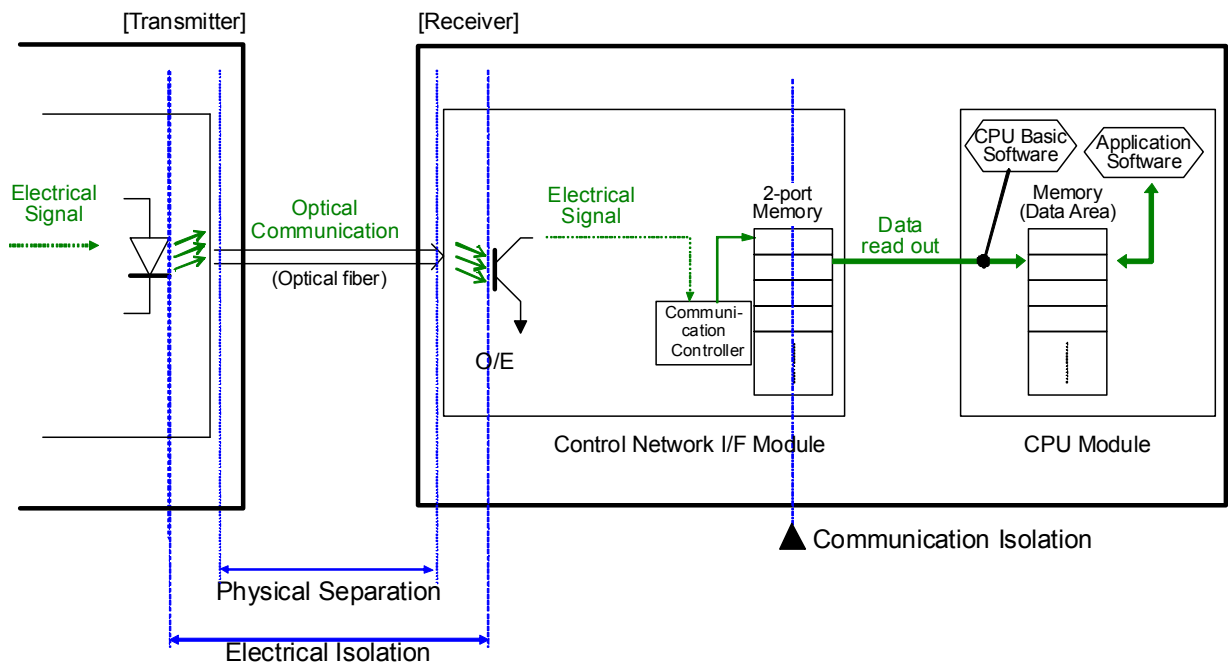 [Transmitter]
[Receiver]
Electrical
Signal
Optical
Communication
(Optical fiber)
O/E
Electrical
Signal
Communi-
cation
Controller
2-port
Memory
Data
read out
CPU Basic
Software
Application
Software
Memory
(Data Area)
Control Network I/F Module
CPU Module
Communication Isolation
Physical Separation
Electrical Isolation